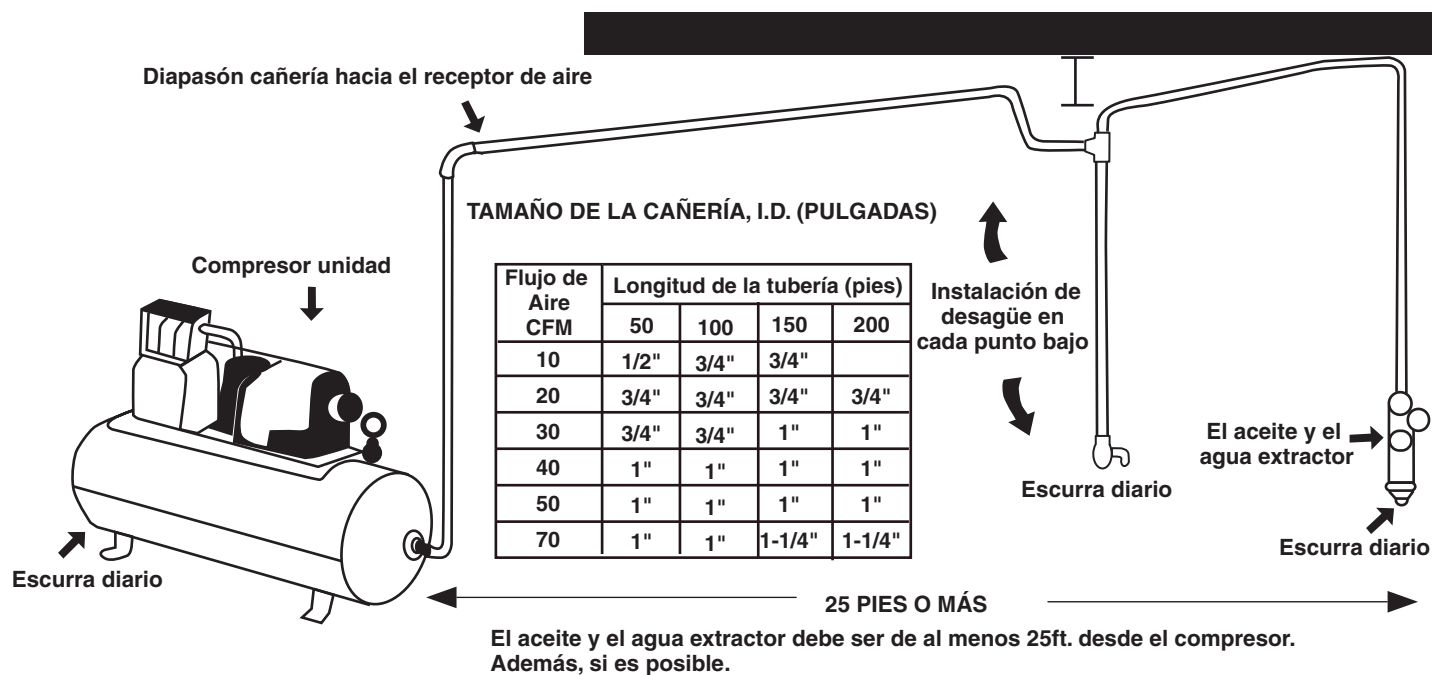 Diapasón cañería hacia el receptor de aire
TAMAÑO DE LA CAÑERÍA, I.D. (PULGADAS)
Compresor unidad
Flujo de
Aire
CFM
Longitud de la tubería (pies)
50 100 150 200
10 1/2" 3/4" 3/4"
20 3/4" 3/4" 3/4" 3/4"
30 3/4" 3/4" 1" 1"
40 1" 1" 1" 1"
50 1" 1" 1" 1"
70 1" 1" 1-1/4" 1-1/4"
Instalación de
desagüe en
cada punto bajo
El aceite y el
agua extractor
Escurra diario
Escurra diario
Escurra diario
25 PIES O MÁS
El aceite y el agua extractor debe ser de al menos 25ft. desde el compresor.
Además, si es posible.